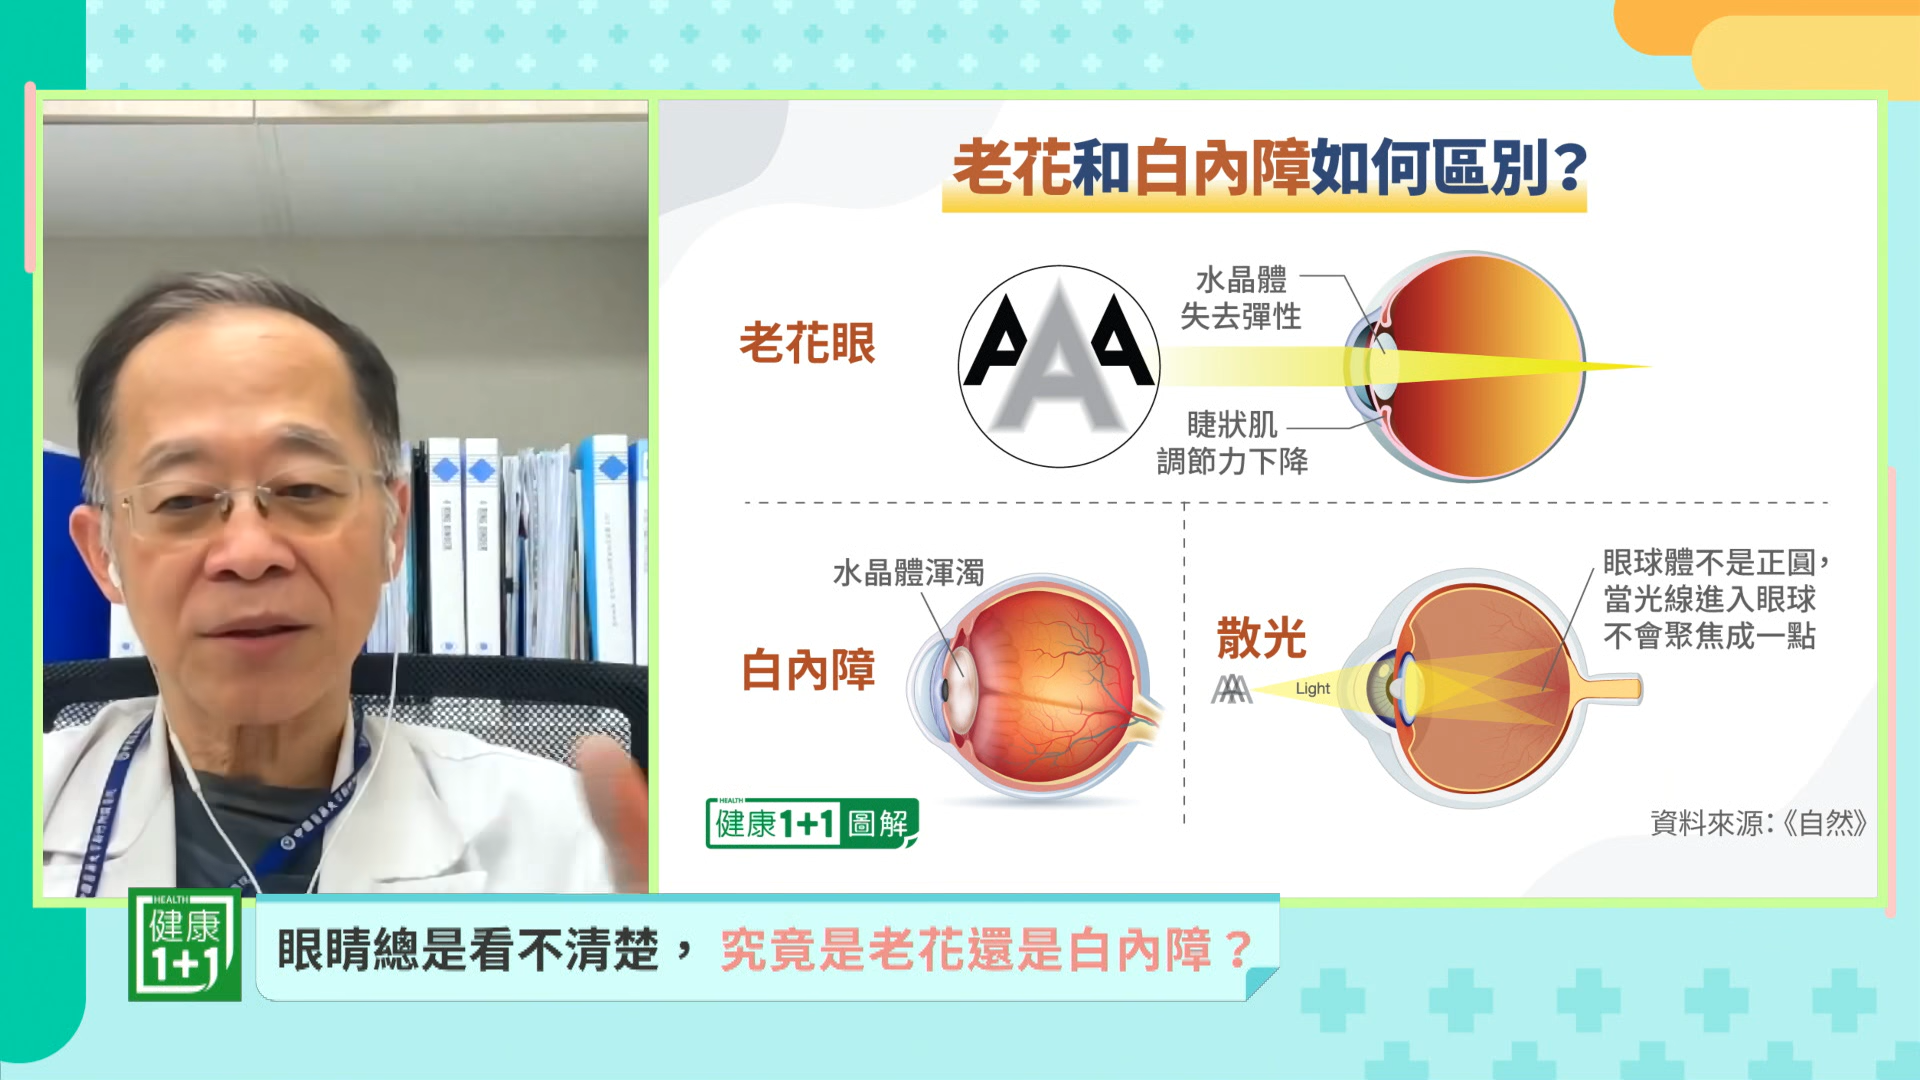 老花和白內障如何區別？
老花眼
AAA
水晶體
失去彈性
睫狀肌
調節力下降
水晶體渾濁
白內障
散光
AAA
Light
眼球體不是正圓，
當光線進入眼球
不會聚焦成一點
HEALTH
健康1+1 圖解
資料來源：《自然》
HEALTH
健康
1+1
眼睛總是看不清楚， 究竟是老花還是白內障？